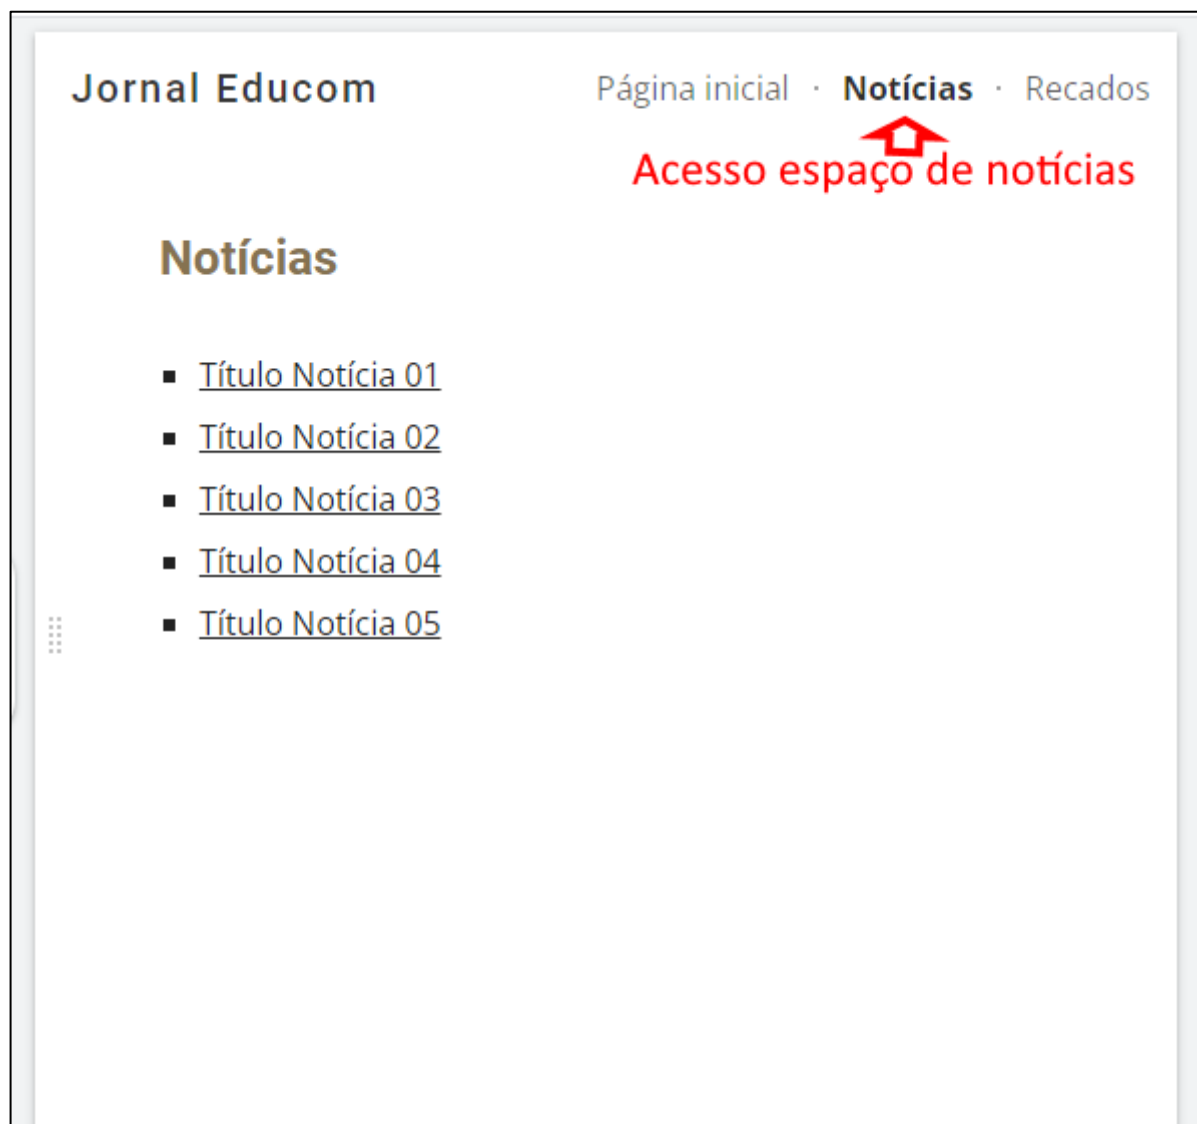 Jornal Educom
Página inicial · Notícias · Recados
Acesso espaço de notícias
Notícias
▪ Título Notícia 01
▪ Título Notícia 02
▪ Título Notícia 03
▪ Título Notícia 04
▪ Título Notícia 05